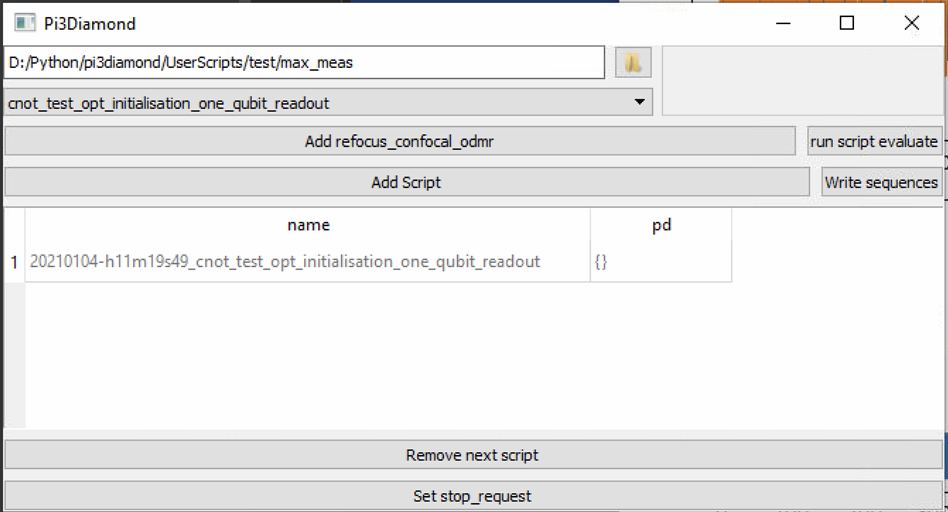 Pi3Diamond
D:/Python/pi3diamond/UserScripts/test/max_meas
cnot_test_opt_initialisation_one_qubit_readout
Add refocus_confocal_odmr
run script evaluate
Add Script
Write sequences
name pd
1 20210104-h11m19s49_cnot_test_opt_initialisation_one_qubit_readout {}
Remove next script
Set stop_request